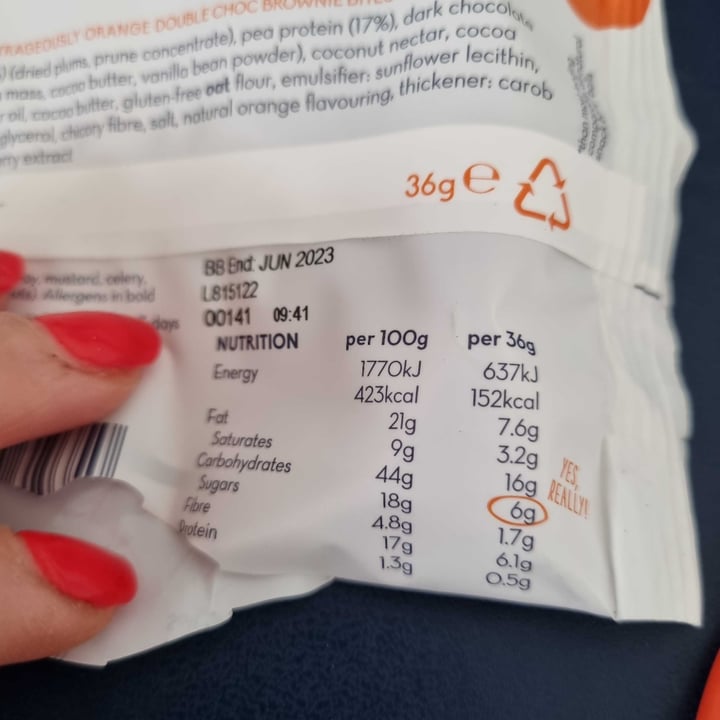 ORANGE DOUBLE CHOC BROWNIE BITES
(dried plums, prune concentrate), pea protein (17%), dark chocolate
mass, cocoa butter, vanilla bean powder), coconut nectar, cocoa
oil, cocoa butter, gluten-free oat flour, emulsifier: sunflower lecithin,
glycerol, chicory fibre, salt, natural orange flavouring, thickener: carob
extract
36g e
mustard, celery,
Allergens in bold
days
BB End: JUN 2023
L815122
00141 09:41
NUTRITION per 100g per 36g
Energy 1770kJ 637kJ
423kcal 152kcal
Fat 21g 7.6g
Saturates 9g 3.2g
Carbohydrates 44g 16g
Sugars 18g 6g
YES, REALLY!
Fibre 4.8g 1.7g
Protein 17g 6.1g
1.3g 0.5g